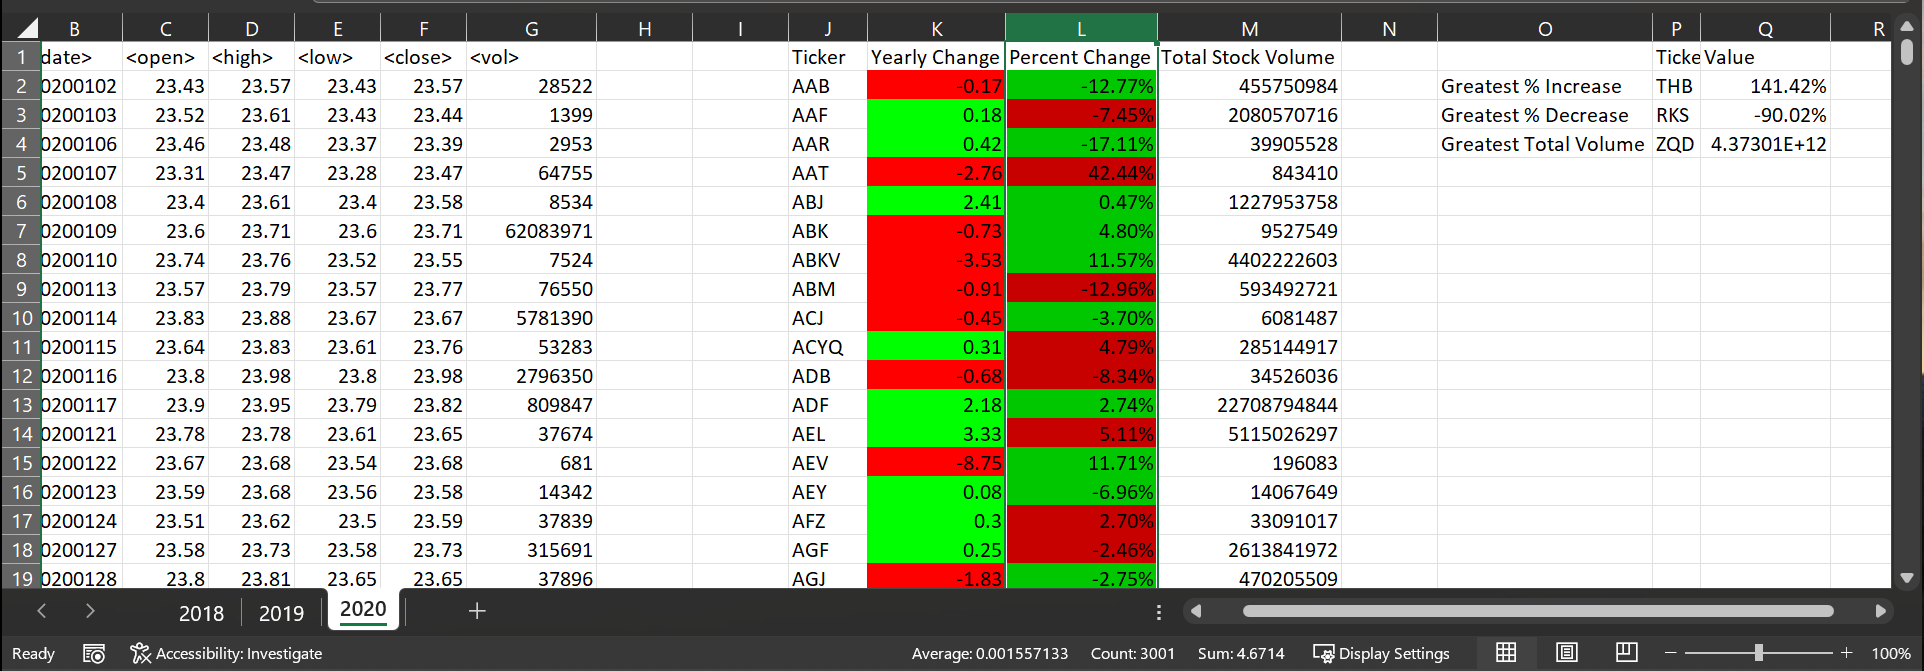 B C D E F G H I J K L M N O P Q R
1 date> <open> <high> <low> <close> <vol> Ticker Yearly Change Percent Change Total Stock Volume Ticke Value
2 0200102 23.43 23.57 23.43 23.57 28522 AAB -0.17 -12.77% 455750984 Greatest % Increase THB 141.42%
3 0200103 23.52 23.61 23.43 23.44 1399 AAF 0.18 -7.45% 2080570716 Greatest % Decrease RKS -90.02%
4 0200106 23.46 23.48 23.37 23.39 2953 AAR 0.42 -17.11% 39905528 Greatest Total Volume ZQD 4.37301E+12
5 0200107 23.31 23.47 23.28 23.47 64755 AAT -2.76 42.44% 843410
6 0200108 23.4 23.61 23.4 23.58 8534 ABJ 2.41 0.47% 1227953758
7 0200109 23.6 23.71 23.6 23.71 62083971 ABK -0.73 4.80% 9527549
8 0200110 23.74 23.76 23.52 23.55 7524 ABKV -3.53 11.57% 4402222603
9 0200113 23.57 23.79 23.57 23.77 76550 ABM -0.91 -12.96% 593492721
10 0200114 23.83 23.88 23.67 23.67 5781390 ACJ -0.45 -3.70% 6081487
11 0200115 23.64 23.83 23.61 23.76 53283 ACYQ 0.31 4.79% 285144917
12 0200116 23.8 23.98 23.8 23.98 2796350 ADB -0.68 -8.34% 34526036
13 0200117 23.9 23.95 23.79 23.82 809847 ADF 2.18 2.74% 22708794844
14 0200121 23.78 23.78 23.61 23.65 37674 AEL 3.33 5.11% 5115026297
15 0200122 23.67 23.68 23.54 23.68 681 AEV -8.75 11.71% 196083
16 0200123 23.59 23.68 23.56 23.58 14342 AEY 0.08 -6.96% 14067649
17 0200124 23.51 23.62 23.5 23.59 37839 AFZ 0.3 2.70% 33091017
18 0200127 23.58 23.73 23.58 23.73 315691 AGF 0.25 -2.46% 2613841972
19 0200128 23.8 23.81 23.65 23.65 37896 AGJ -1.83 -2.75% 470205509
2018 2019 2020
Ready Accessibility: Investigate Average: 0.001557133 Count: 3001 Sum: 4.6714 Display Settings 100%